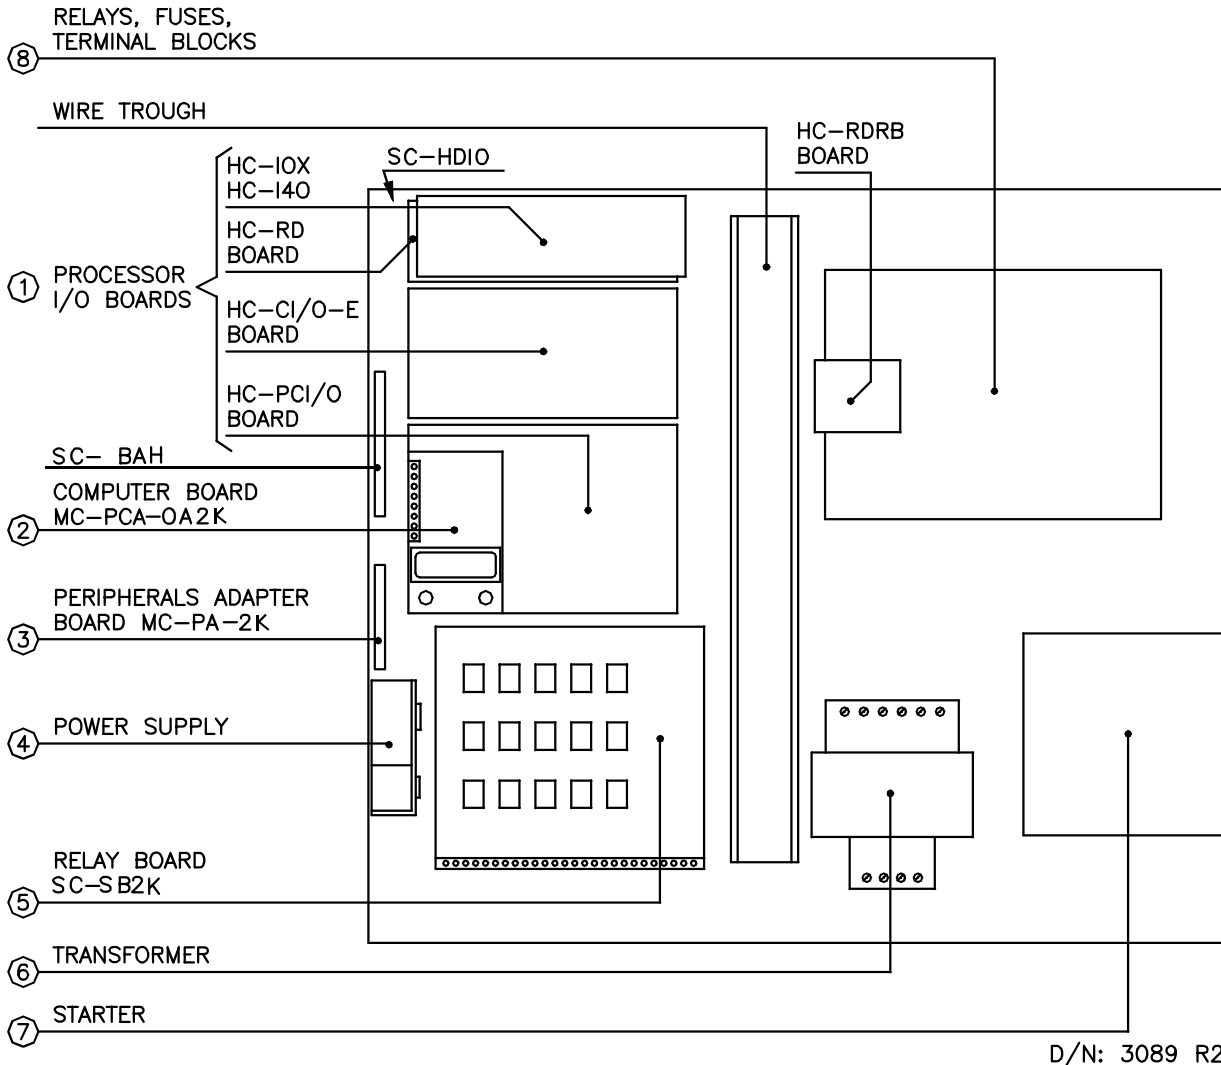 RELAYS, FUSES,
TERMINAL BLOCKS
8
WIRE TROUGH
HC-RDRB
BOARD
SC-HDIO
HC-IOX
HC-I4O
HC-RD
BOARD
1
PROCESSOR
I/O BOARDS
HC-CI/O-E
BOARD
HC-PCI/O
BOARD
SC- BAH
COMPUTER BOARD
MC-PCA-OA2K
2
PERIPHERALS ADAPTER
BOARD MC-PA-2K
3
POWER SUPPLY
4
RELAY BOARD
SC-SB2K
5
TRANSFORMER
6
STARTER
7
D/N: 3089 R2